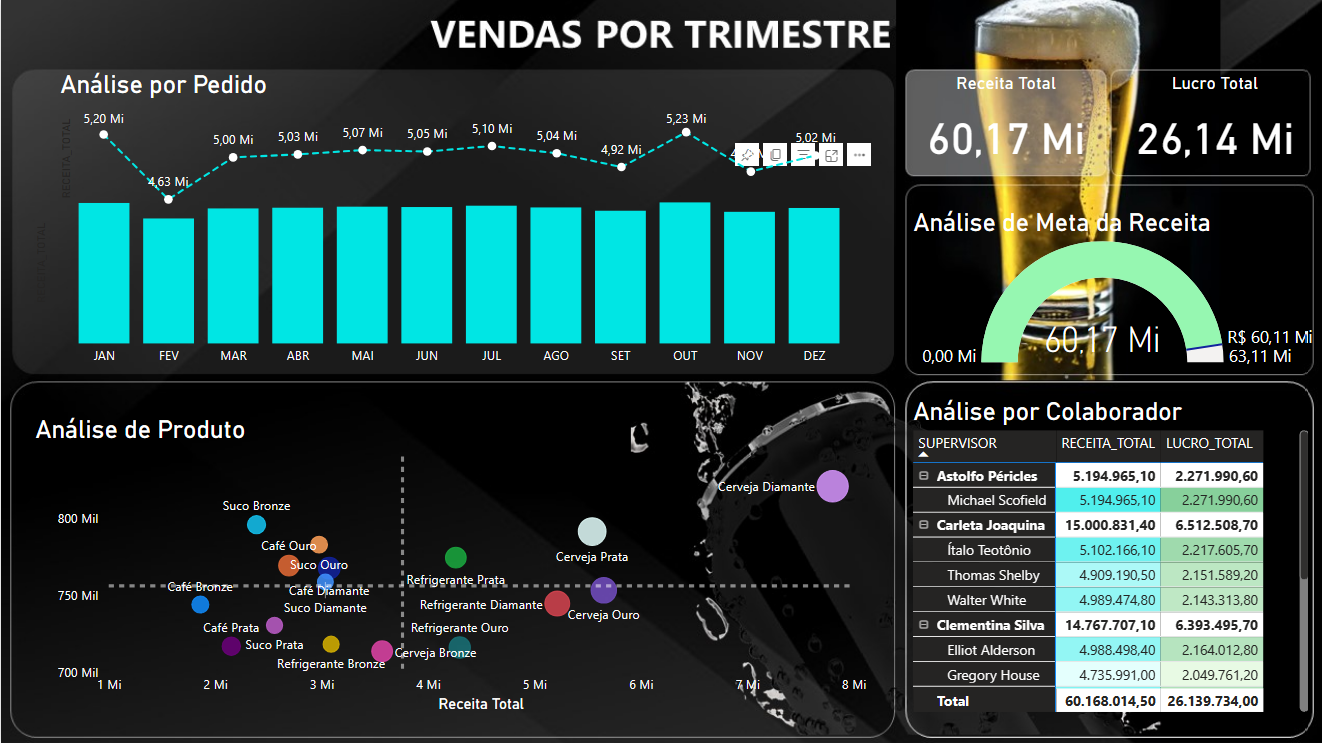 VENDAS POR TRIMESTRE
Análise por Pedido
RECEITA_TOTAL
5,20 Mi
4,63 Mi
5,00 Mi
5,03 Mi
5,07 Mi
5,05 Mi
5,10 Mi
5,04 Mi
4,92 Mi
5,23 Mi
5,02 Mi
JAN FEV MAR ABR MAI JUN JUL AGO SET OUT NOV DEZ
Receita Total
60,17 Mi
Lucro Total
26,14 Mi
Análise de Meta da Receita
60,17 Mi
0,00 Mi
R$ 60,11 Mi
63,11 Mi
Análise de Produto
800 Mil
750 Mil
700 Mil
Cerveja Diamante
Suco Bronze
Café Ouro
Suco Ouro
Cerveja Prata
Refrigerante Prata
Café Bronze
Café Diamante
Suco Diamante
Refrigerante Diamante
Cerveja Ouro
Café Prata
Suco Prata
Refrigerante Ouro
Refrigerante Bronze
Cerveja Bronze
1 Mi 2 Mi 3 Mi 4 Mi 5 Mi 6 Mi 7 Mi 8 Mi
Receita Total
Análise por Colaborador
SUPERVISOR RECEITA_TOTAL LUCRO_TOTAL
Astolfo Péricles 5.194.965,10 2.271.990,60
Michael Scofield 5.194.965,10 2.271.990,60
Carleta Joaquina 15.000.831,40 6.512.508,70
Ítalo Teotônio 5.102.166,10 2.217.605,70
Thomas Shelby 4.909.190,50 2.151.589,20
Walter White 4.989.474,80 2.143.313,80
Clementina Silva 14.767.707,10 6.393.495,70
Elliot Alderson 4.988.498,40 2.164.012,80
Gregory House 4.735.991,00 2.049.761,20
Total 60.168.014,50 26.139.734,00